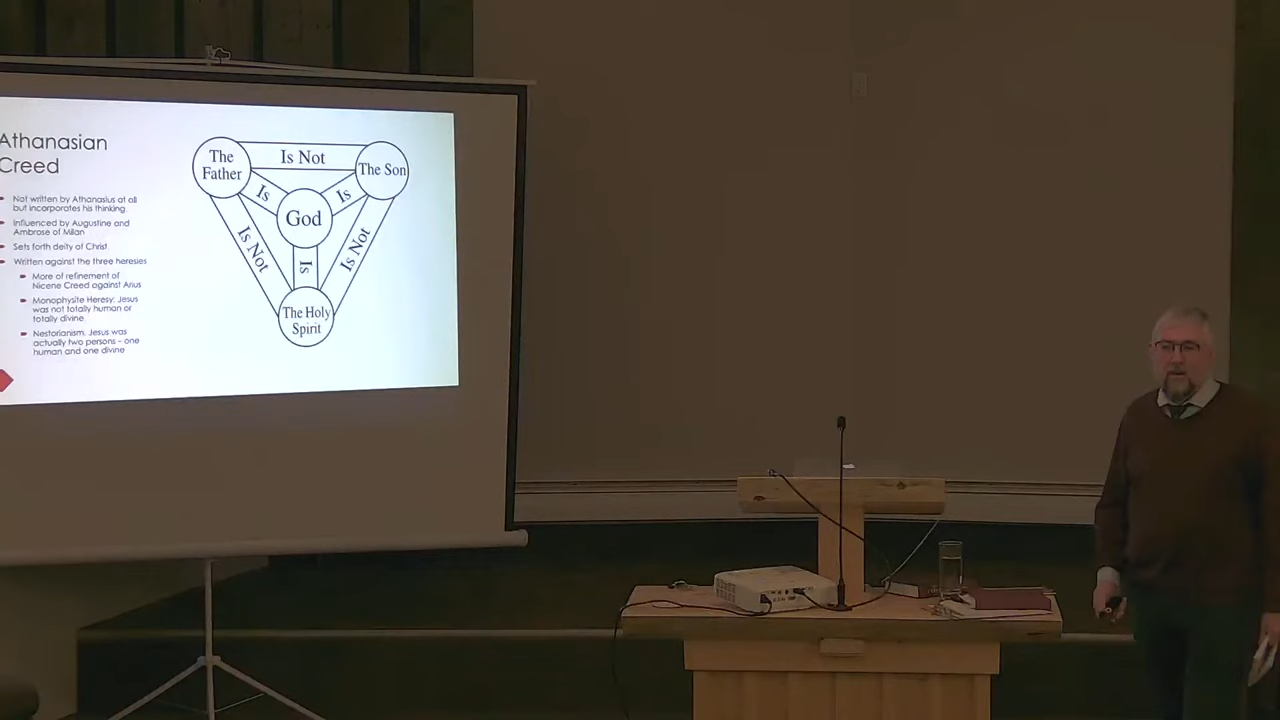 Athanasian
Creed
Not written by Athanasius at all
but incorporates his thinking.
Influenced by Augustine and
Ambrose of Milan
Sets forth deity of Christ
Written against the three heresies
More of refinement of
Nicene Creed against Arius
Monophysite Heresy: Jesus
was not totally human or
totally divine
Nestorianism. Jesus was
actually two persons – one
human and one divine
The
Father
Is Not
The Son
Is
Is
God
Is Not
Is
Is Not
The Holy
Spirit